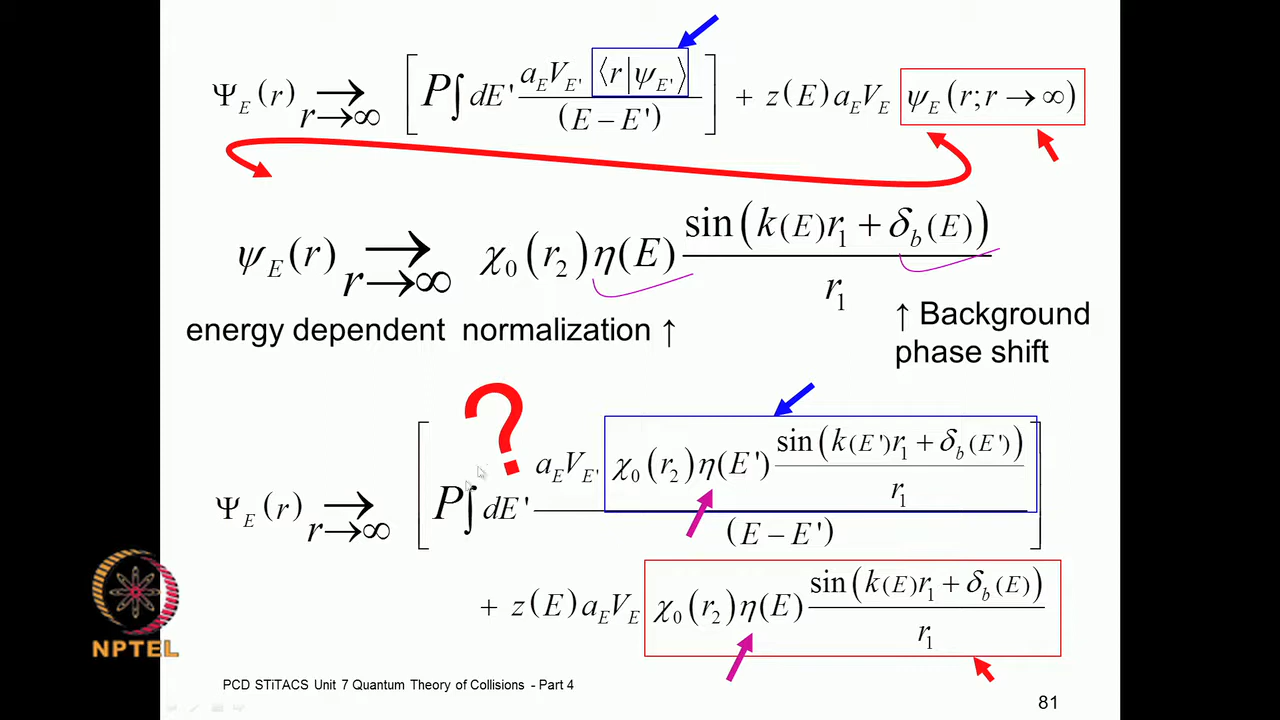 Ψ_E(r) →_{r→∞} [ P∫ dE' a_E V_{E'} ⟨r|ψ_{E'}⟩ / (E − E') ] + z(E) a_E V_E ψ_E(r; r → ∞)
ψ_E(r) →_{r→∞} χ_0(r_2) η(E) sin(k(E)r_1 + δ_b(E)) / r_1
energy dependent normalization ↑
↑ Background
phase shift
?
Ψ_E(r) →_{r→∞} [ P∫ dE' a_E V_{E'} χ_0(r_2) η(E') sin(k(E')r_1 + δ_b(E')) / r_1 / (E − E') ]
+ z(E) a_E V_E χ_0(r_2) η(E) sin(k(E)r_1 + δ_b(E)) / r_1
NPTEL
PCD STiTACS Unit 7 Quantum Theory of Collisions - Part 4
81